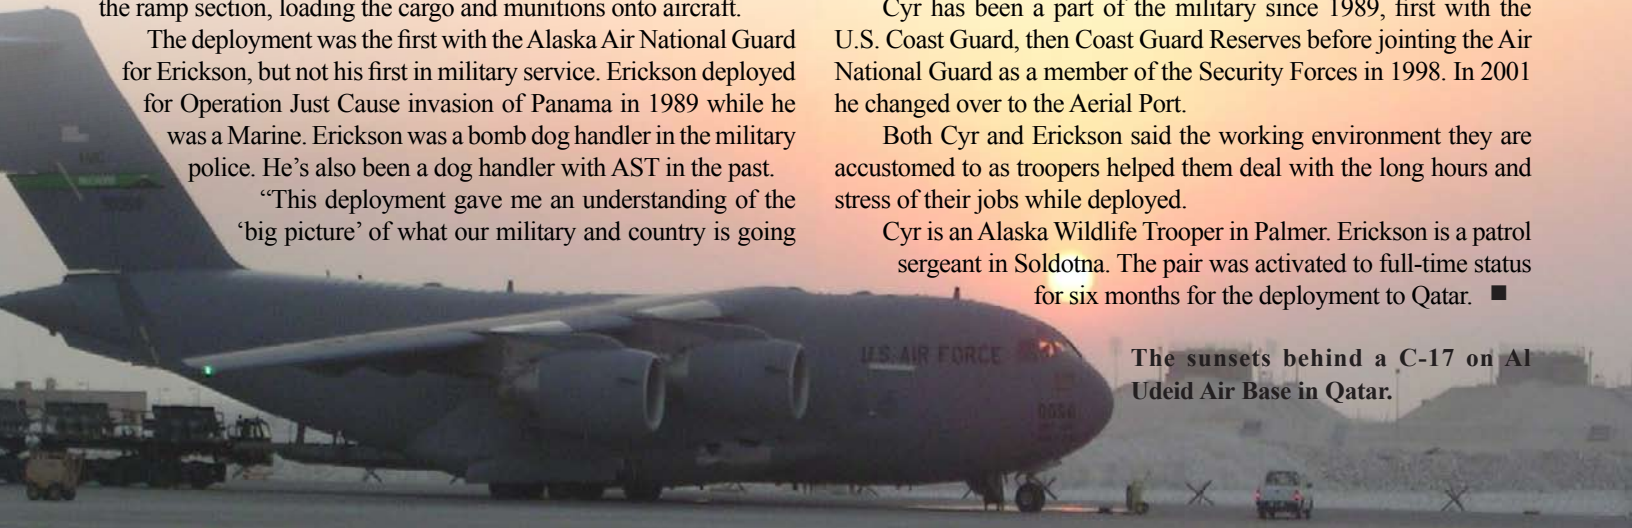 the ramp section, loading the cargo and munitions onto aircraft.
The deployment was the first with the Alaska Air National Guard
for Erickson, but not his first in military service. Erickson deployed
for Operation Just Cause invasion of Panama in 1989 while he
was a Marine. Erickson was a bomb dog handler in the military
police. He’s also been a dog handler with AST in the past.
“This deployment gave me an understanding of the
‘big picture’ of what our military and country is going
Cyr has been a part of the military since 1989, first with the
U.S. Coast Guard, then Coast Guard Reserves before jointing the Air
National Guard as a member of the Security Forces in 1998. In 2001
he changed over to the Aerial Port.
Both Cyr and Erickson said the working environment they are
accustomed to as troopers helped them deal with the long hours and
stress of their jobs while deployed.
Cyr is an Alaska Wildlife Trooper in Palmer. Erickson is a patrol
sergeant in Soldotna. The pair was activated to full-time status
for six months for the deployment to Qatar. ■
The sunsets behind a C-17 on Al
Udeid Air Base in Qatar.
U.S. AIR FORCE